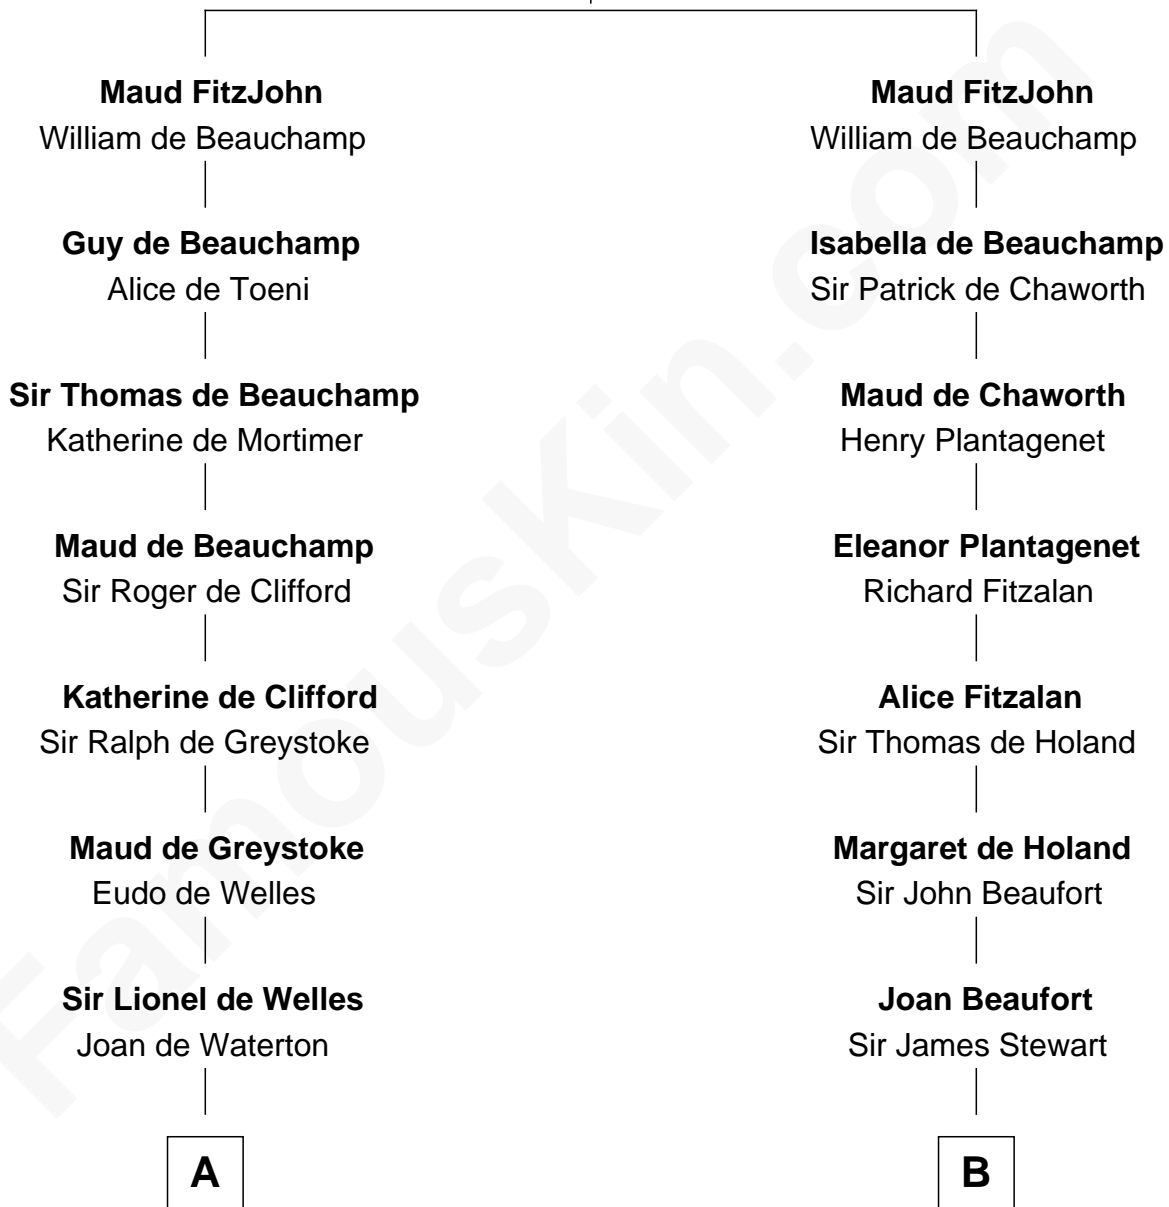 Maud FitzJohn
William de Beauchamp
Guy de Beauchamp
Alice de Toeni
Sir Thomas de Beauchamp
Katherine de Mortimer
Maud de Beauchamp
Sir Roger de Clifford
Katherine de Clifford
Sir Ralph de Greystoke
Maud de Greystoke
Eudo de Welles
Sir Lionel de Welles
Joan de Waterton
A
Maud FitzJohn
William de Beauchamp
Isabella de Beauchamp
Sir Patrick de Chaworth
Maud de Chaworth
Henry Plantagenet
Eleanor Plantagenet
Richard Fitzalan
Alice Fitzalan
Sir Thomas de Holand
Margaret de Holand
Sir John Beaufort
Joan Beaufort
Sir James Stewart
B
FamousKin.com